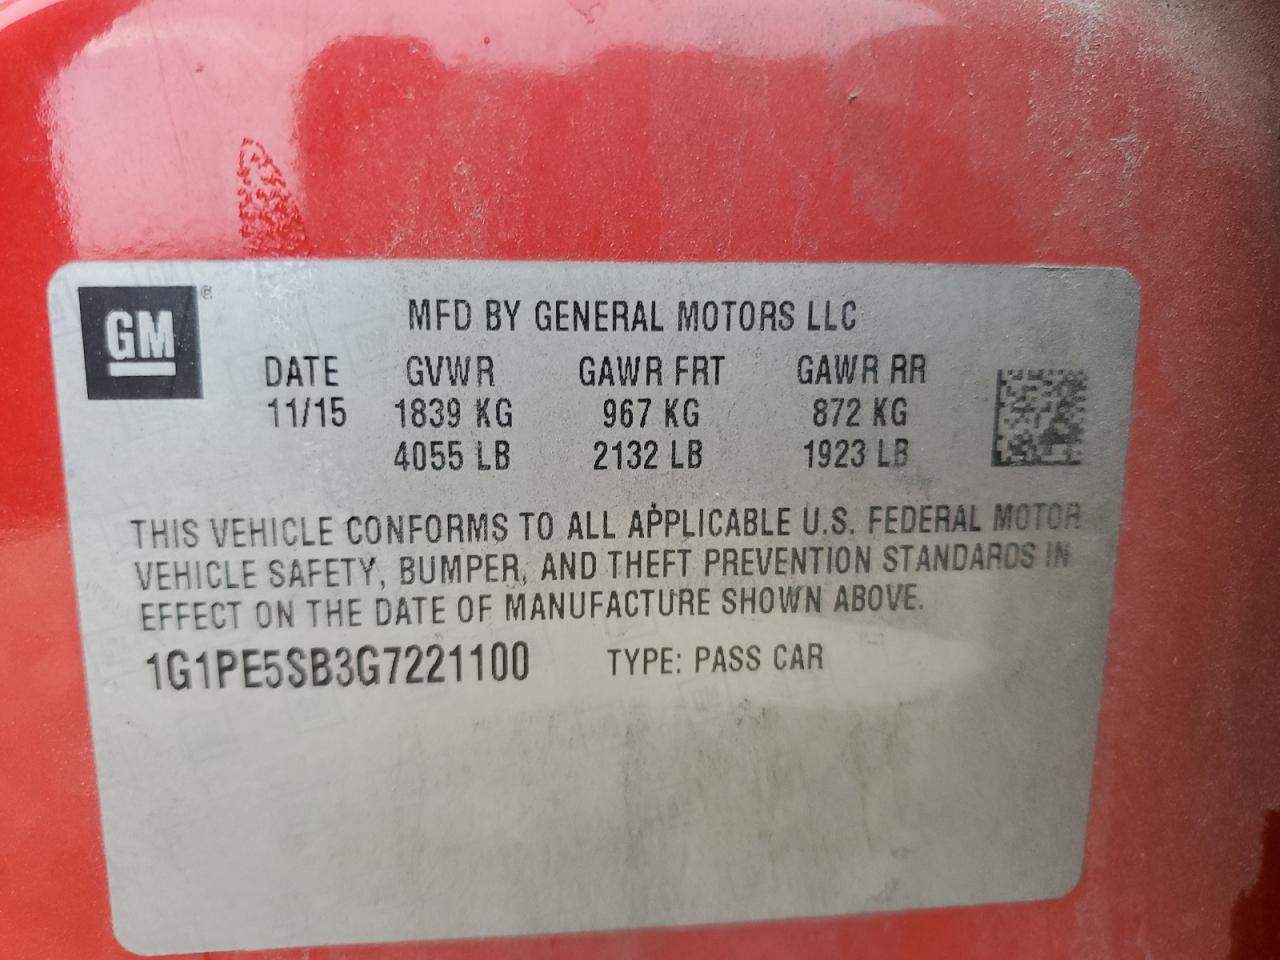 GM®
MFD BY GENERAL MOTORS LLC
DATE GVWR GAWR FRT GAWR RR
11/15 1839 KG 967 KG 872 KG
4055 LB 2132 LB 1923 LB
THIS VEHICLE CONFORMS TO ALL APPLICABLE U.S. FEDERAL MOTOR
VEHICLE SAFETY, BUMPER, AND THEFT PREVENTION STANDARDS IN
EFFECT ON THE DATE OF MANUFACTURE SHOWN ABOVE.
1G1PE5SB3G7221100 TYPE: PASS CAR